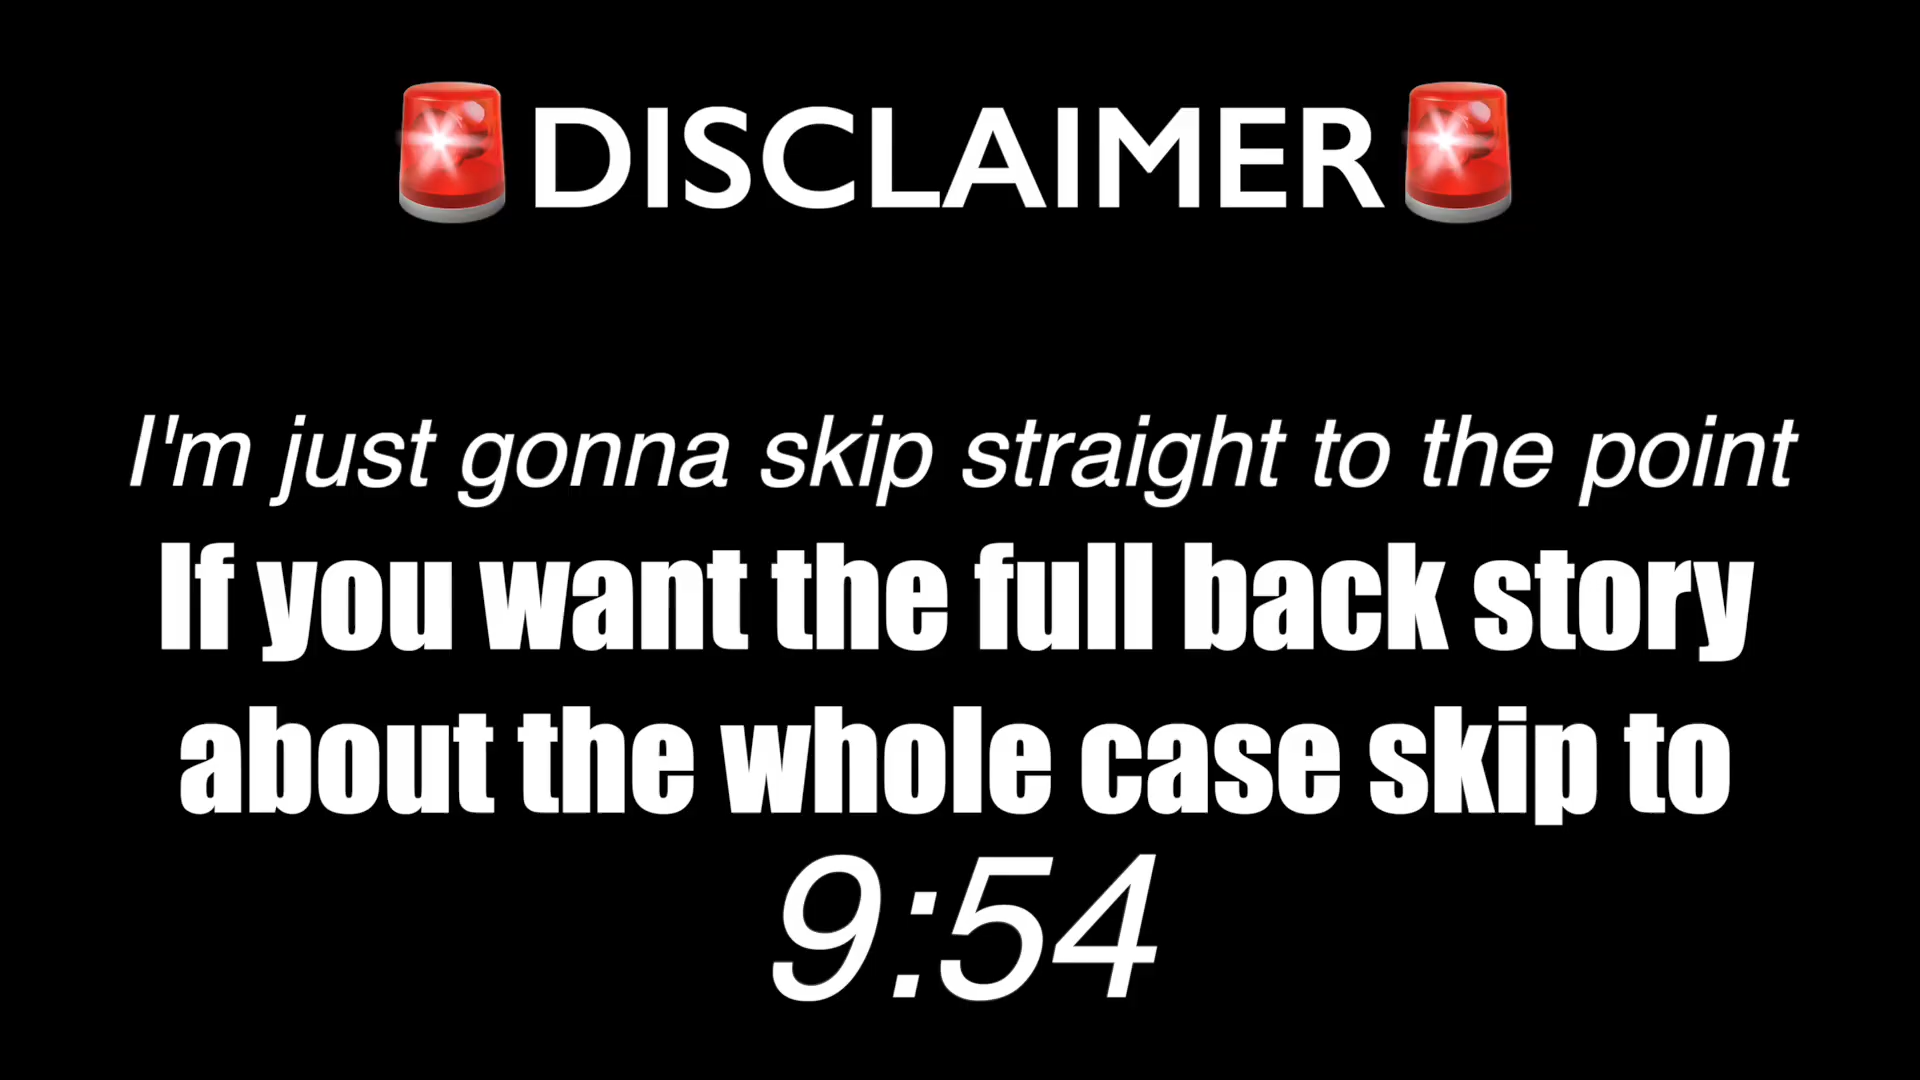 🚨DISCLAIMER🚨
I'm just gonna skip straight to the point
If you want the full back story
about the whole case skip to
9:54